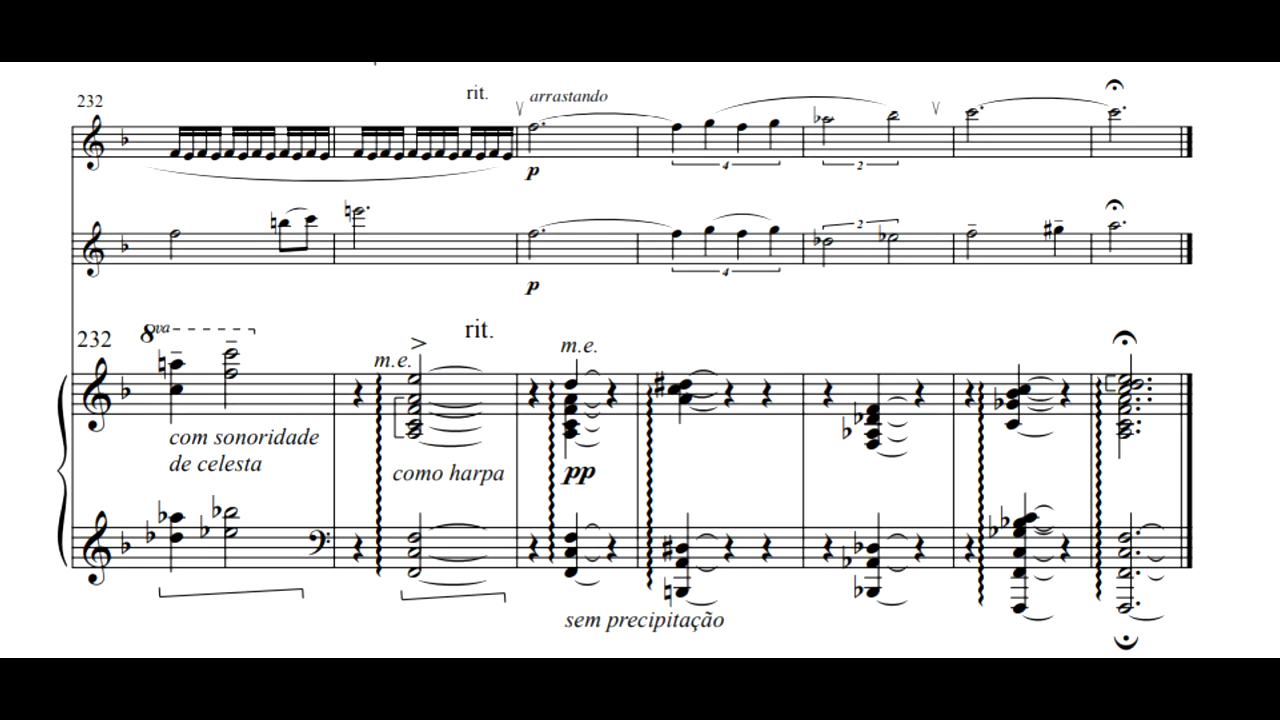 232
rit.
arrastando
p
4
2
2
p
4
232
8va
rit.
m.e.
m.e.
com sonoridade
de celesta
como harpa
pp
sem precipitação